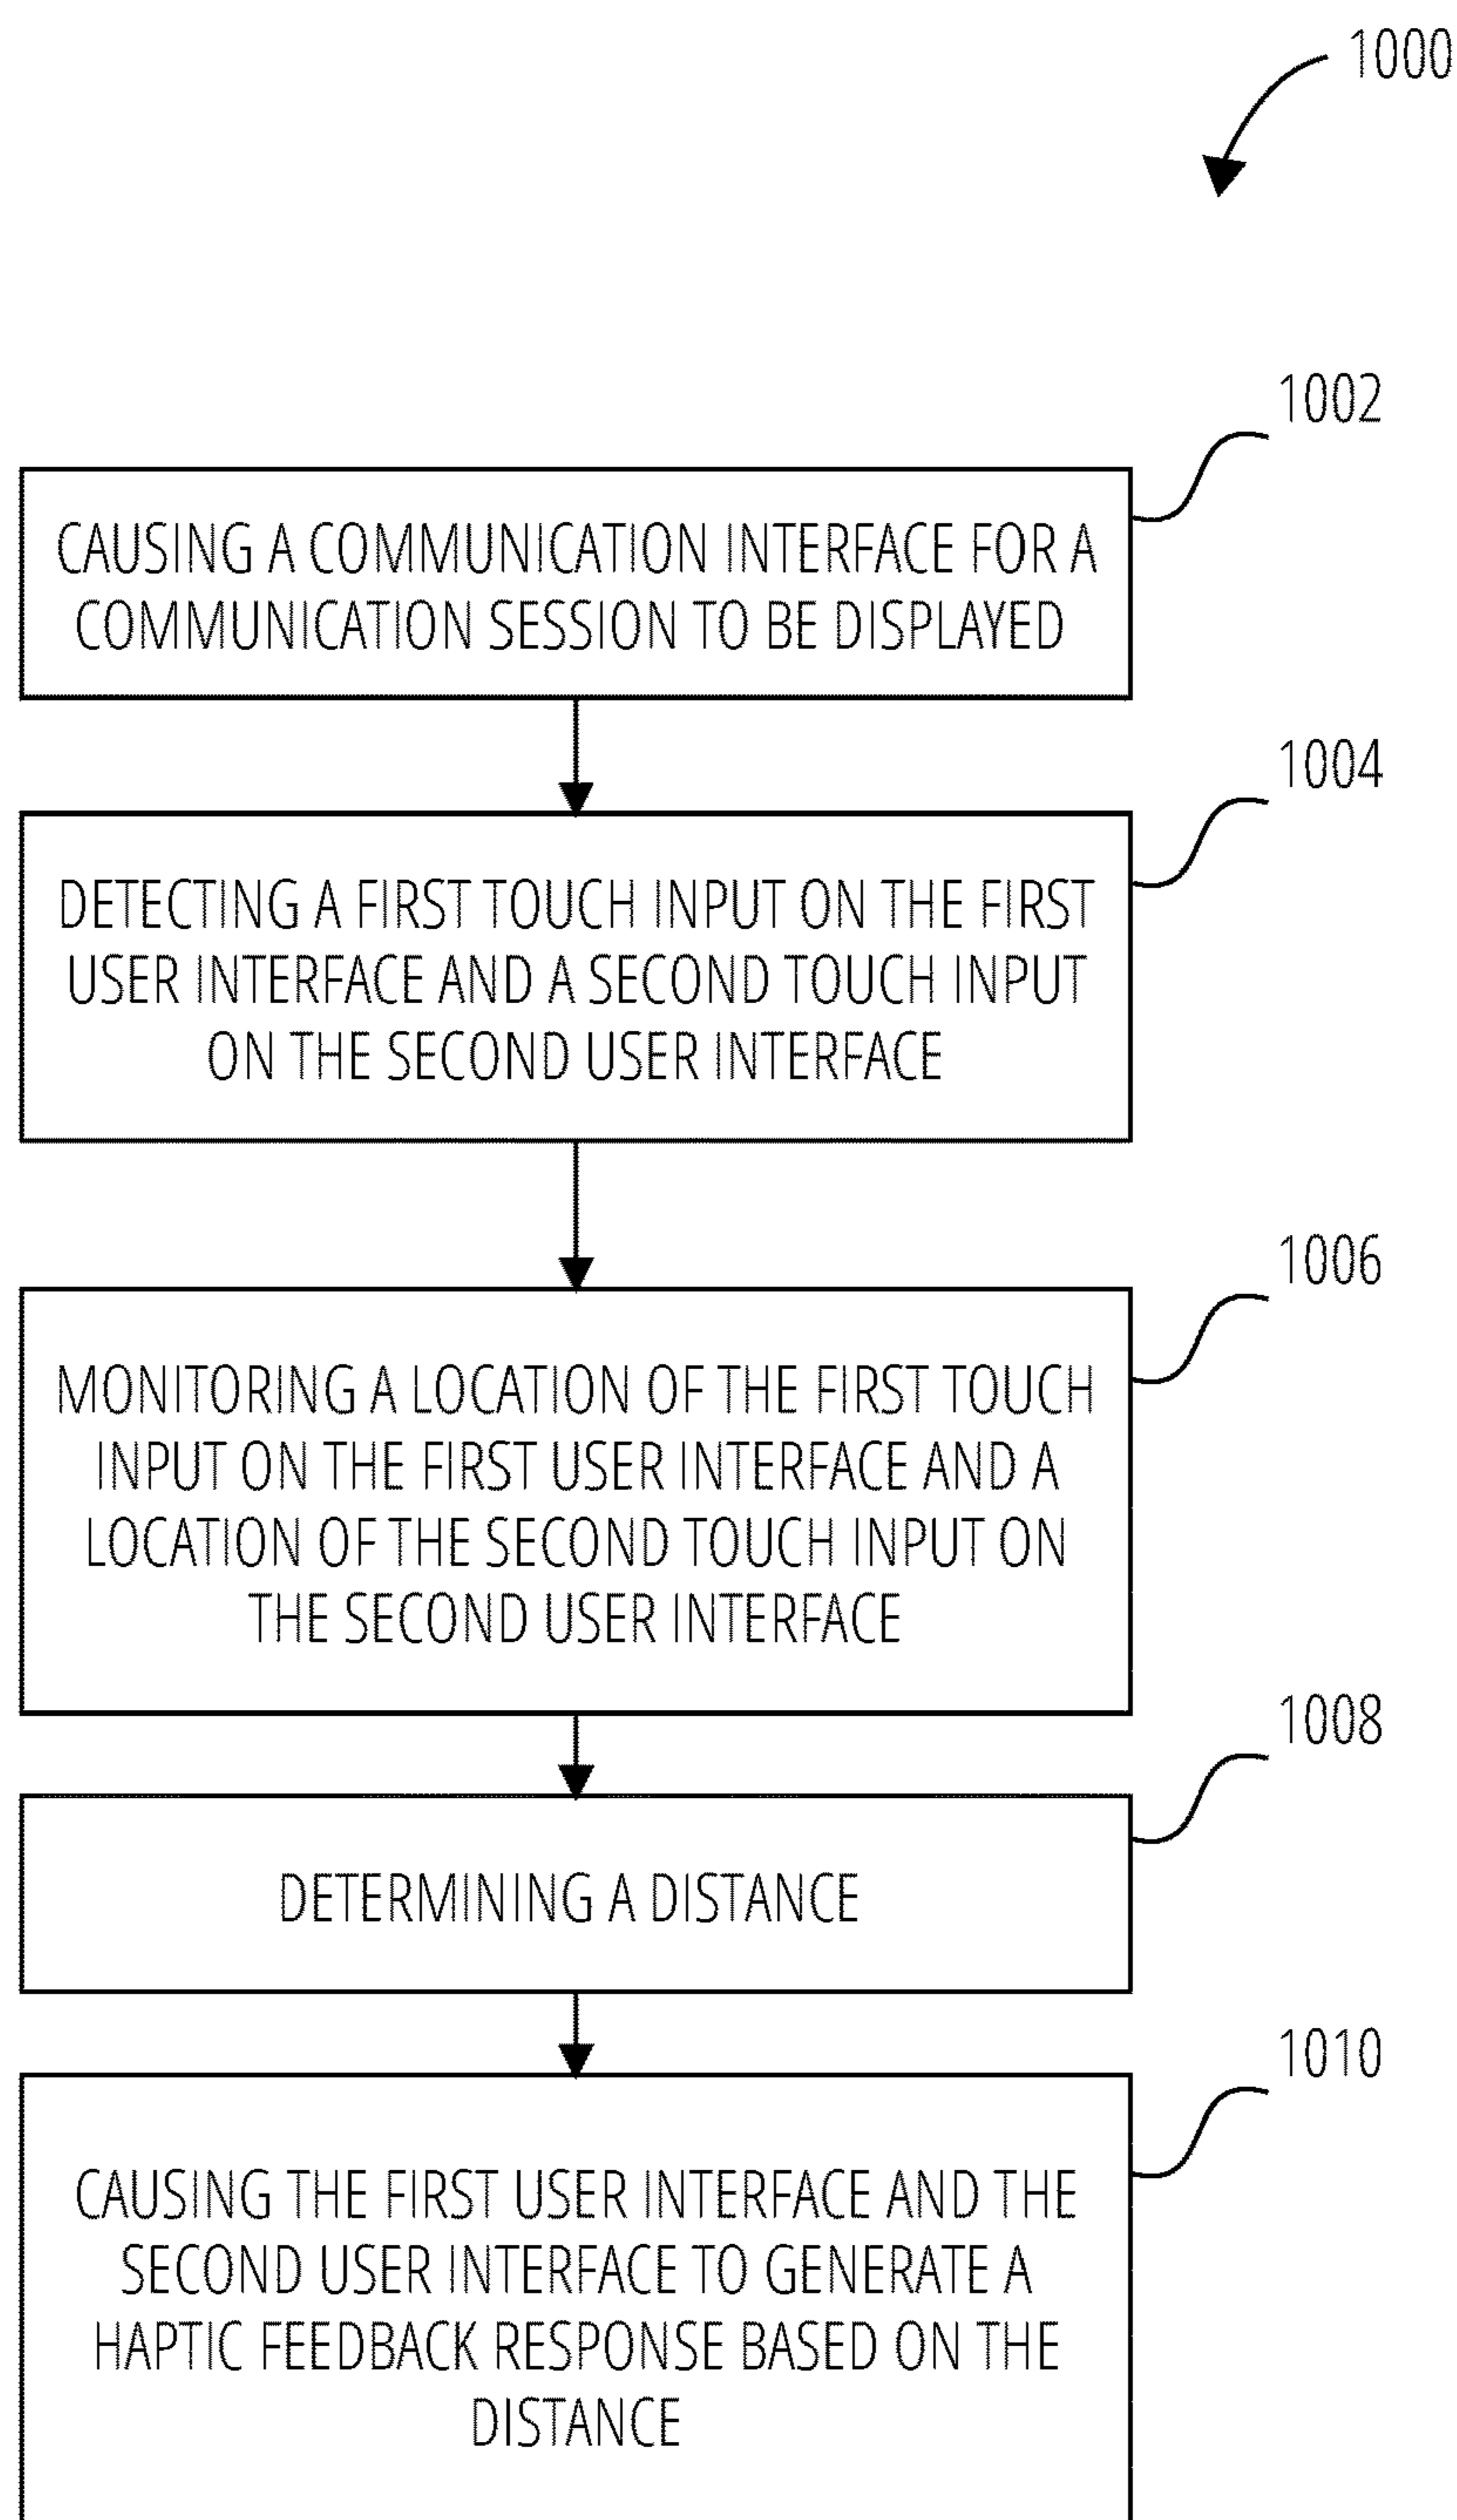 1000
1002
CAUSING A COMMUNICATION INTERFACE FOR A
COMMUNICATION SESSION TO BE DISPLAYED
1004
DETECTING A FIRST TOUCH INPUT ON THE FIRST
USER INTERFACE AND A SECOND TOUCH INPUT
ON THE SECOND USER INTERFACE
1006
MONITORING A LOCATION OF THE FIRST TOUCH
INPUT ON THE FIRST USER INTERFACE AND A
LOCATION OF THE SECOND TOUCH INPUT ON
THE SECOND USER INTERFACE
1008
DETERMINING A DISTANCE
1010
CAUSING THE FIRST USER INTERFACE AND THE
SECOND USER INTERFACE TO GENERATE A
HAPTIC FEEDBACK RESPONSE BASED ON THE
DISTANCE